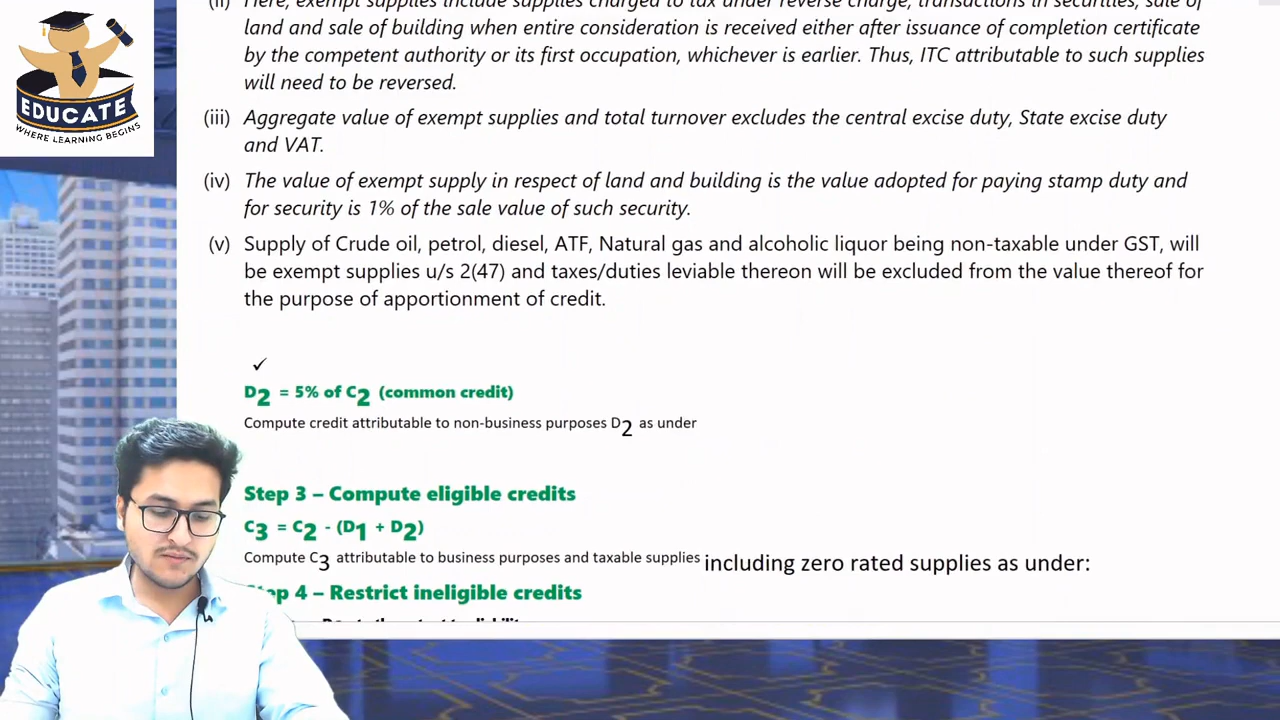 EDUCATE
WHERE LEARNING BEGINS
(ii) Here, exempt supplies include supplies charged to tax under reverse charge, transactions in securities, sale of
land and sale of building when entire consideration is received either after issuance of completion certificate
by the competent authority or its first occupation, whichever is earlier. Thus, ITC attributable to such supplies
will need to be reversed.
(iii) Aggregate value of exempt supplies and total turnover excludes the central excise duty, State excise duty
and VAT.
(iv) The value of exempt supply in respect of land and building is the value adopted for paying stamp duty and
for security is 1% of the sale value of such security.
(v) Supply of Crude oil, petrol, diesel, ATF, Natural gas and alcoholic liquor being non-taxable under GST, will
be exempt supplies u/s 2(47) and taxes/duties leviable thereon will be excluded from the value thereof for
the purpose of apportionment of credit.
✓
D2 = 5% of C2 (common credit)
Compute credit attributable to non-business purposes D2 as under
Step 3 – Compute eligible credits
C3 = C2 - (D1 + D2)
Compute C3 attributable to business purposes and taxable supplies including zero rated supplies as under:
4 – Restrict ineligible credits